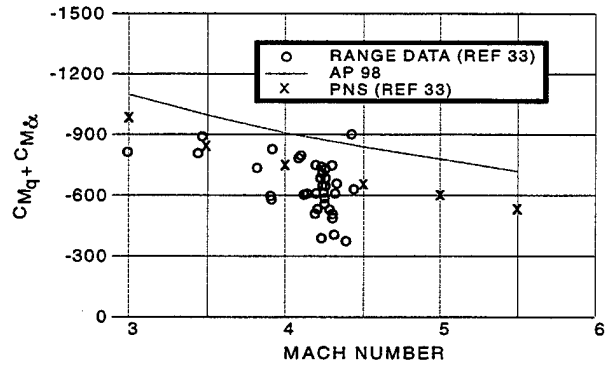 -1500
-1200
-900
-600
-300
0
CMq + CMα̇
RANGE DATA (REF 33)
AP 98
PNS (REF 33)
3
4
5
6
MACH NUMBER